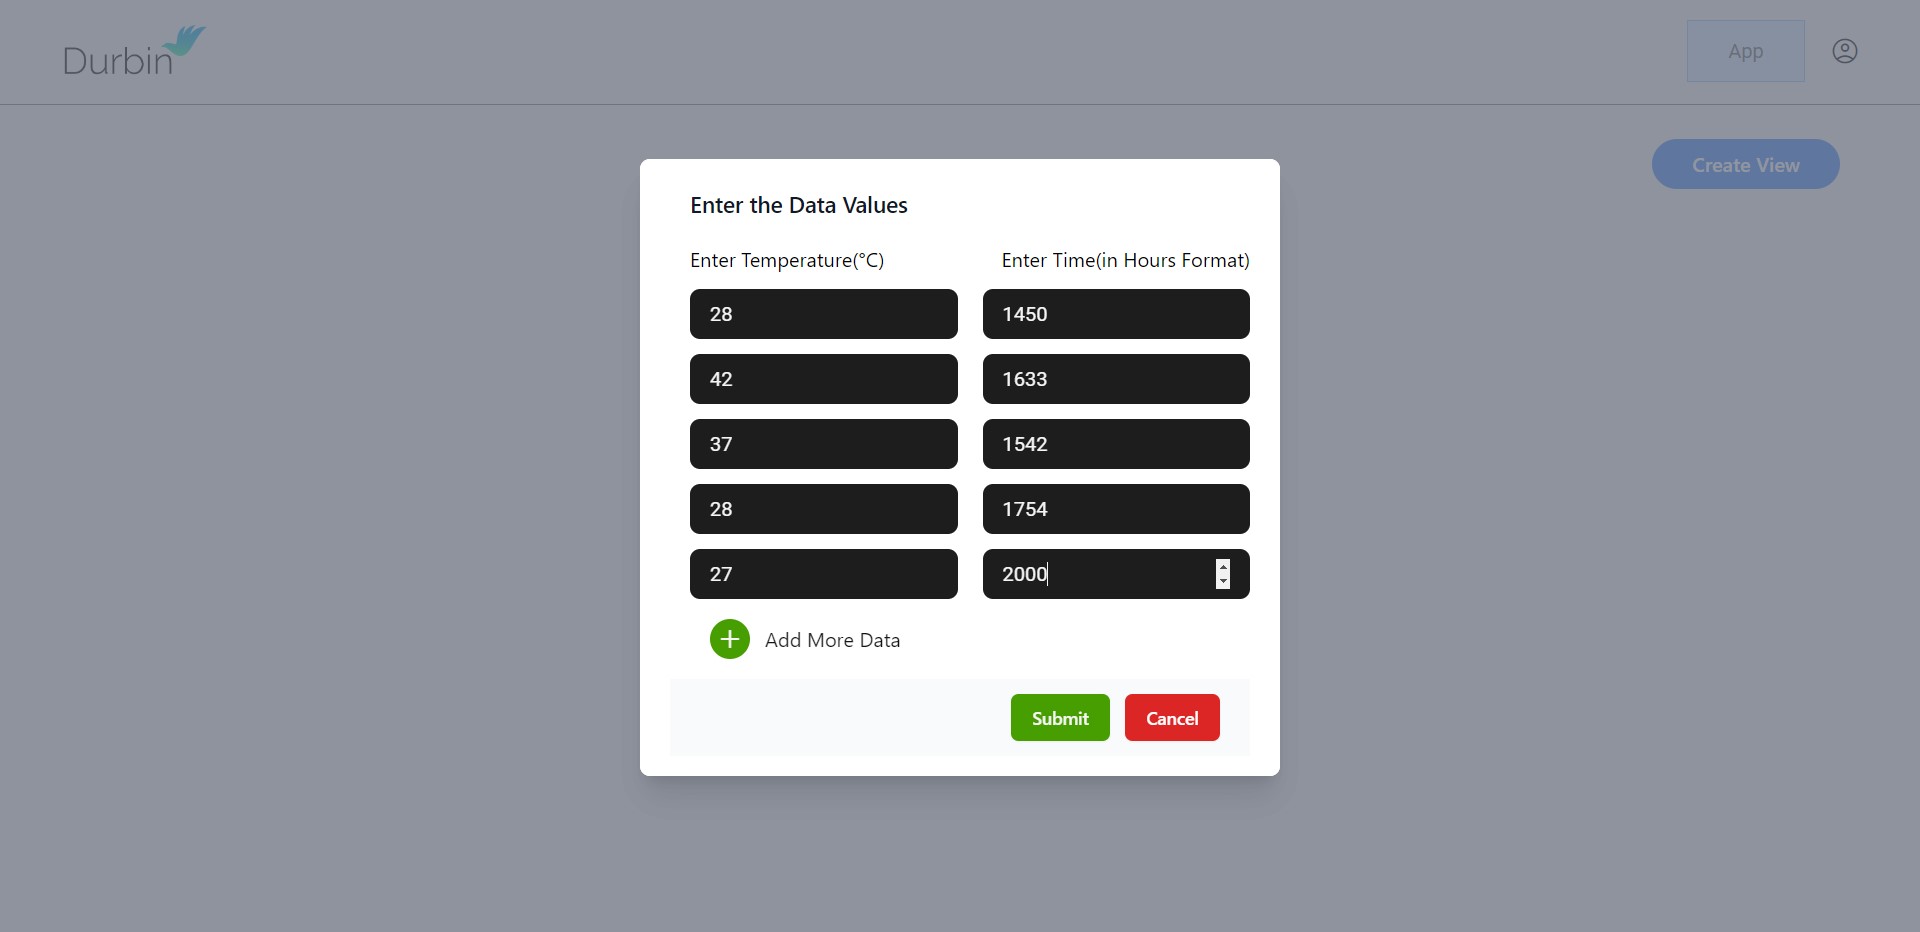 Durbin
App
Create View
Enter the Data Values
Enter Temperature(°C) Enter Time(in Hours Format)
28 1450
42 1633
37 1542
28 1754
27 2000
Add More Data
Submit Cancel